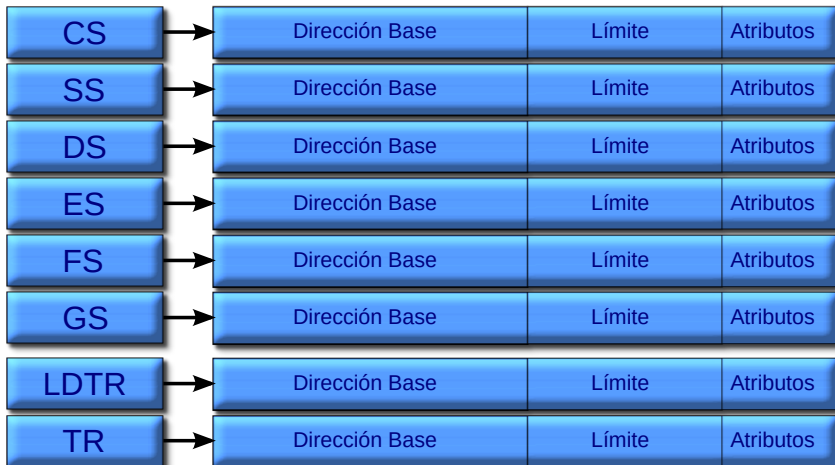 CS Dirección Base Límite Atributos
SS Dirección Base Límite Atributos
DS Dirección Base Límite Atributos
ES Dirección Base Límite Atributos
FS Dirección Base Límite Atributos
GS Dirección Base Límite Atributos
LDTR Dirección Base Límite Atributos
TR Dirección Base Límite Atributos